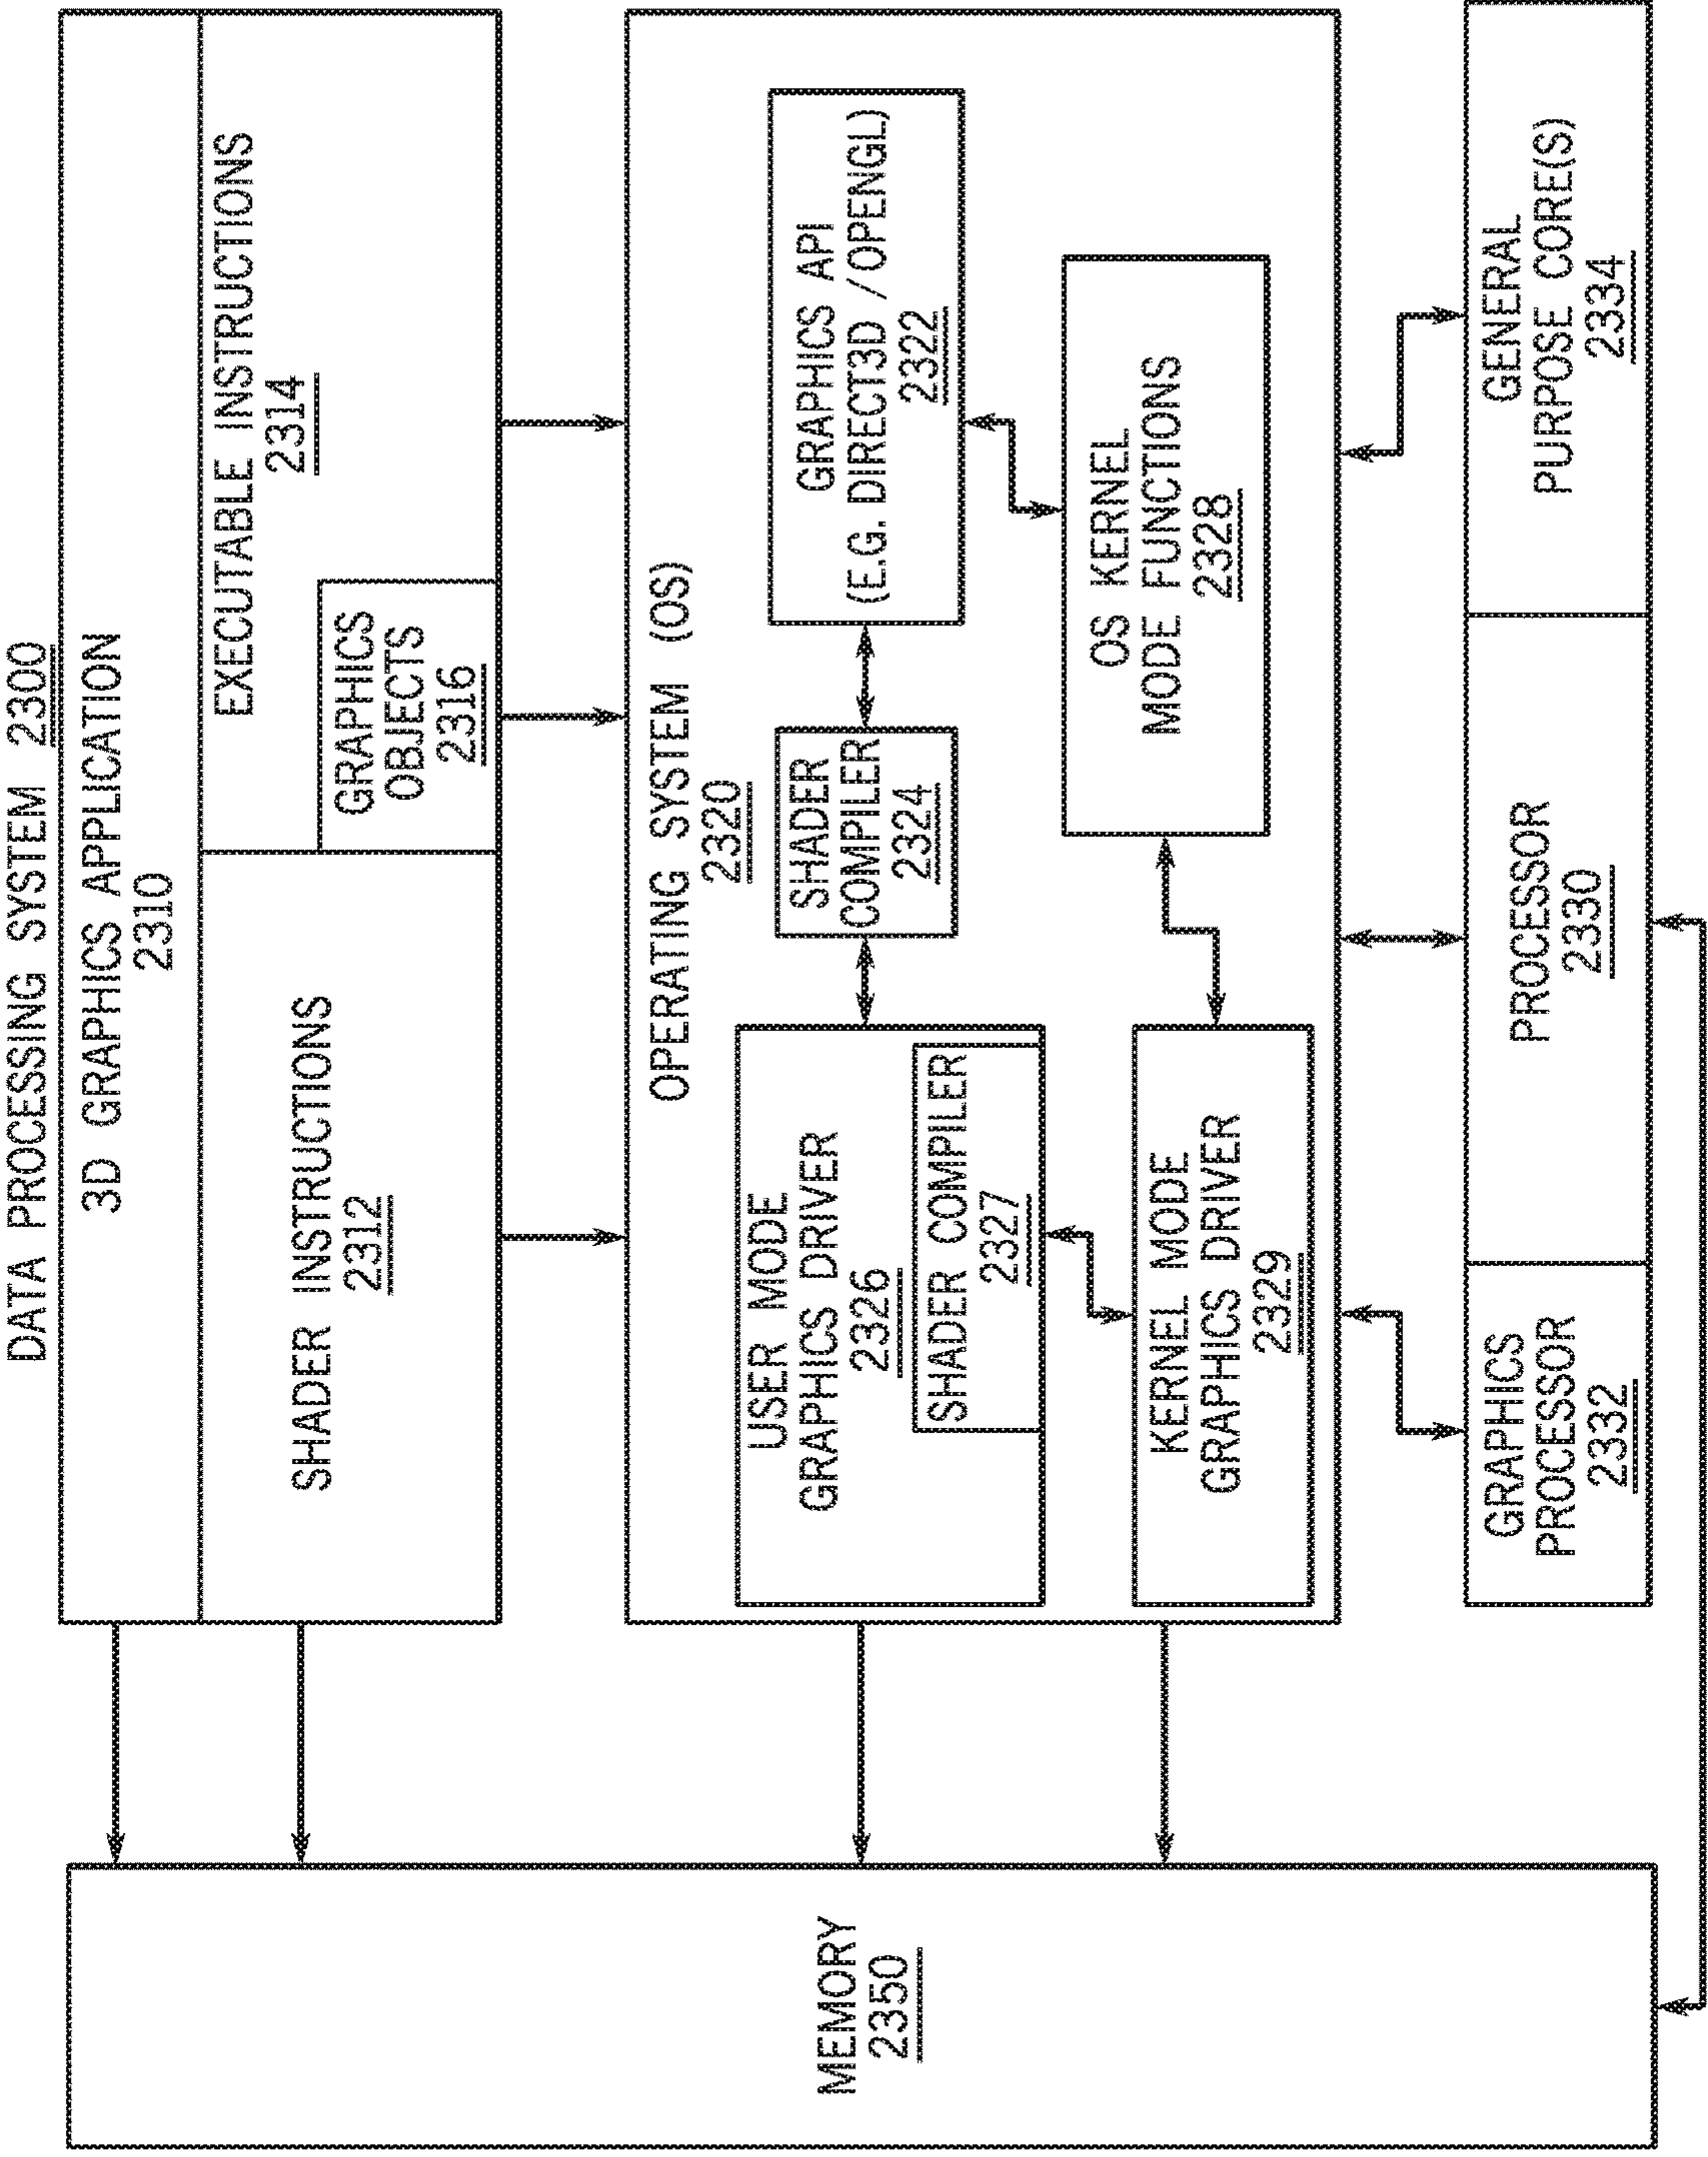 DATA PROCESSING SYSTEM 2300
3D GRAPHICS APPLICATION
2310
SHADER INSTRUCTIONS
2312
EXECUTABLE INSTRUCTIONS
2314
GRAPHICS
OBJECTS
2316
OPERATING SYSTEM (OS)
2320
USER MODE
GRAPHICS DRIVER
2326
SHADER COMPILER
2327
SHADER
COMPILER
2324
GRAPHICS API
(E.G. DIRECT3D /OPENGL)
2322
KERNEL MODE
GRAPHICS DRIVER
2329
OS KERNEL
MODE FUNCTIONS
2328
GRAPHICS
PROCESSOR
2332
PROCESSOR
2330
GENERAL
PURPOSE CORE(S)
2334
MEMORY
2350